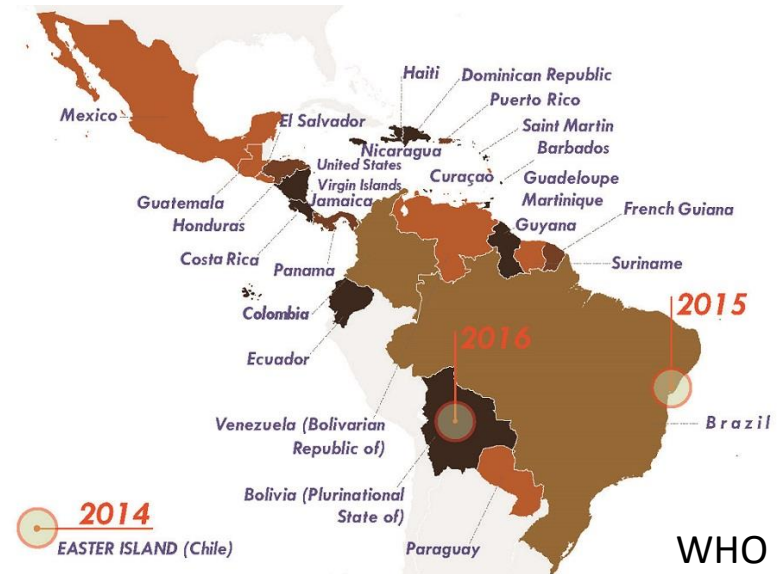 Haiti
Dominican Republic
Puerto Rico
Mexico
El Salvador
Saint Martin
Nicaragua
Barbados
United States
Virgin Islands
Curaçao
Guadeloupe
Martinique
Guatemala
Jamaica
French Guiana
Honduras
Guyana
Costa Rica
Suriname
Panama
Colombia
2015
2016
Ecuador
Venezuela (Bolivarian
Republic of)
Brazil
Bolivia (Plurinational
State of)
2014
EASTER ISLAND (Chile)
Paraguay
WHO